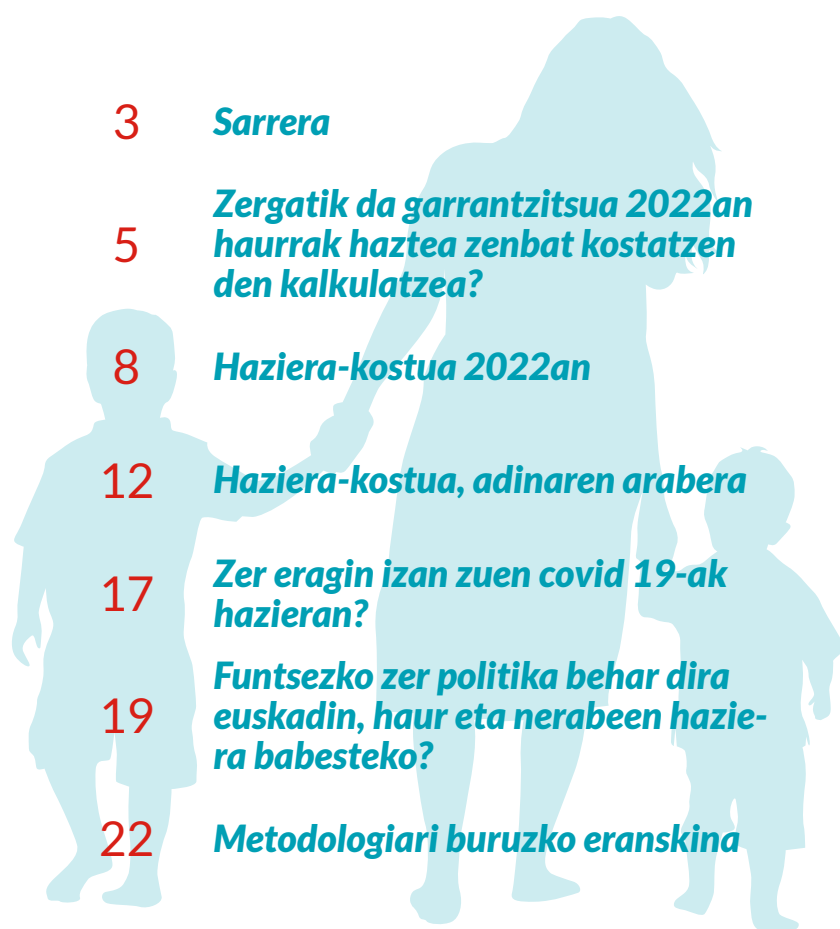 3 Sarrera
Zergatik da garrantzitsua 2022an
5 haurrak haztea zenbat kostatzen
den kalkulatzea?
8 Haziera-kostua 2022an
12 Haziera-kostua, adinaren arabera
17 Zer eragin izan zuen covid 19-ak
hazieran?
Funtsezko zer politika behar dira
19 euskadin, haur eta nerabeen hazie-
ra babesteko?
22 Metodologiari buruzko eranskina